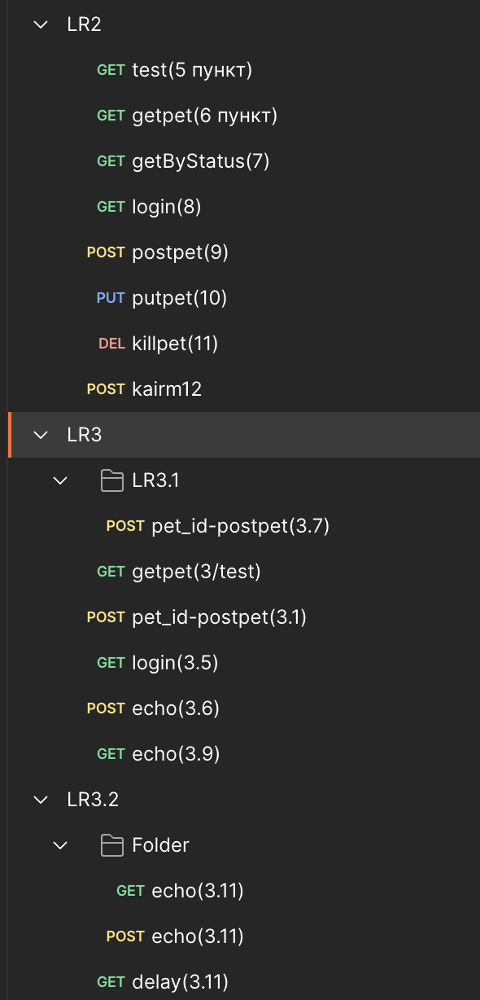 LR2
GET test(5 пункт)
GET getpet(6 пункт)
GET getByStatus(7)
GET login(8)
POST postpet(9)
PUT putpet(10)
DEL killpet(11)
POST kairm12
LR3
LR3.1
POST pet_id-postpet(3.7)
GET getpet(3/test)
POST pet_id-postpet(3.1)
GET login(3.5)
POST echo(3.6)
GET echo(3.9)
LR3.2
Folder
GET echo(3.11)
POST echo(3.11)
GET delay(3.11)